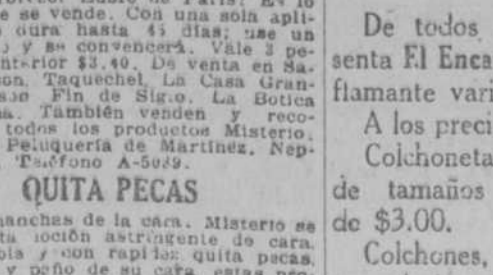 se vende. Con una sola apli-
dura hasta 45 días; use un
y se convencerá. Vale 3 pe-
$3.40. De venta en Sa-
Taquechel, La Casa Gran-
Fin de Siglo, La Botica
También venden y reco-
todos los productos Misterio.
Peluquería de Martínez, Nep-
Teléfono A-5039.
QUITA PECAS
manchas de la cara. Misterio se
loción astringente de cara,
y con rapidez quita pecas,
y paño de su cara, estas pro-
De todos
senta El Enca
flamante vari
A los preci
Colchoneta
de tamaños
de $3.00.
Colchones,